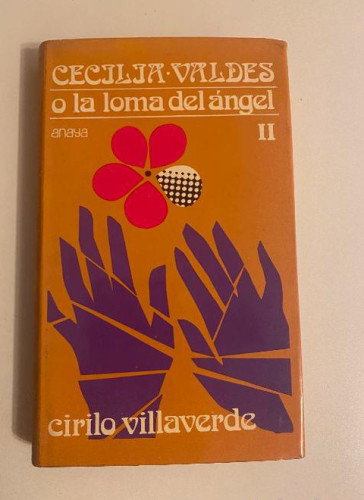 CECILIA·VALDES
o la loma del ángel
anaya
II
cirilo villaverde